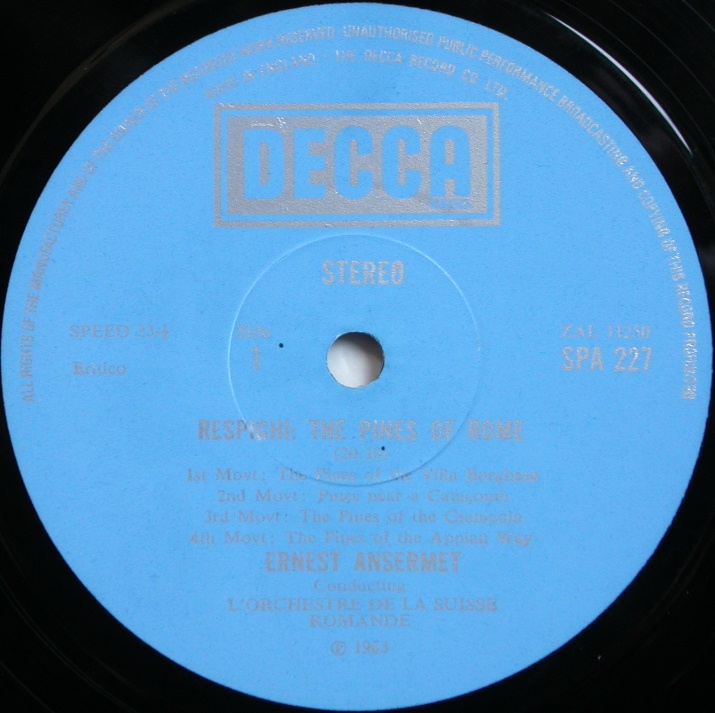 ALL RIGHTS OF THE MANUFACTURER AND OF THE OWNER OF THE RECORDED WORK RESERVED. UNAUTHORISED PUBLIC PERFORMANCE BROADCASTING AND COPYING OF THIS RECORD PROHIBITED
MADE IN ENGLAND · THE DECCA RECORD CO. LTD.
DECCA
STEREO
SPEED 33⅓
Side
ZAL 11250
Britico
1
SPA 227
RESPIGHI: THE PINES OF ROME
1st Movt: The Pines of the Villa Borghese
2nd Movt: Pines near a Catacomb
3rd Movt: The Pines of the Gianicola
4th Movt: The Pines of the Appian Way
ERNEST ANSERMET
Conducting
L'ORCHESTRE DE LA SUISSE
ROMANDE
℗ 1963